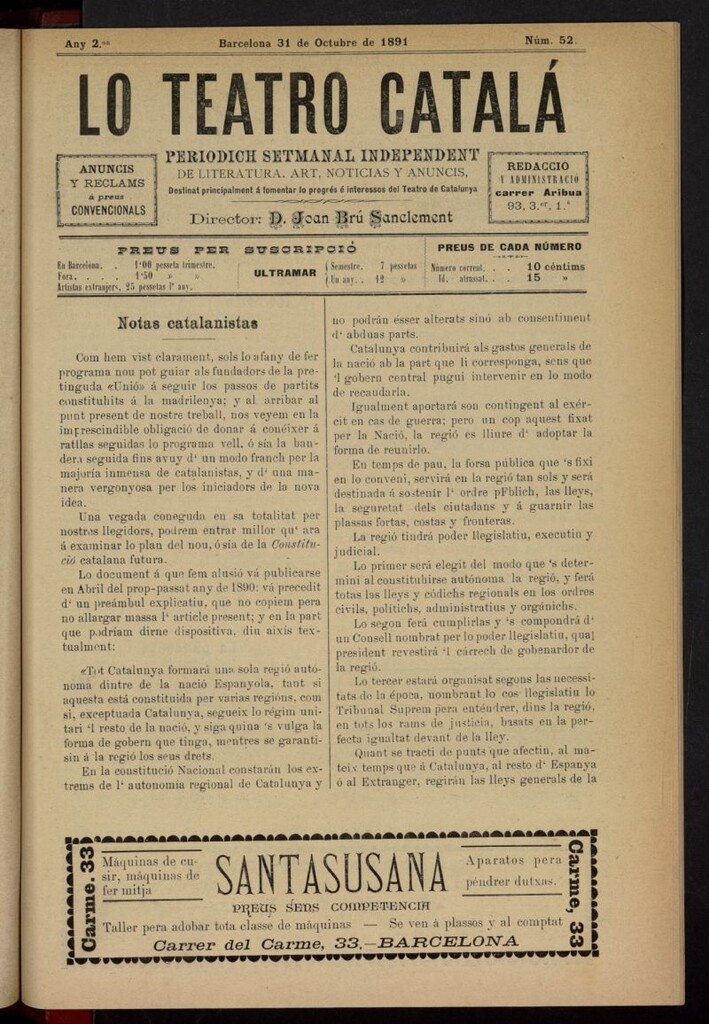 Any 2.on
Barcelona 31 de Octubre de 1891
Núm. 52.
LO TEATRO CATALÁ
ANUNCIS
Y RECLAMS
á preus
CONVENCIONALS
PERIODICH SETMANAL INDEPENDENT
DE LITERATURA, ART, NOTICIAS Y ANUNCIS,
Destinat principalment á fomentar lo progrés é interessos del Teatro de Catalunya
Director: D. Joan Brú Sanclement
REDACCIÓ
Y ADMINISTRACIÓ
carrer Aribua
93, 3.er, 1.ª
PREUS PER SUSCRIPCIÓ
En Barcelona. . 1'00 pesseta trimestre.
Fora. . . . 1'50 » » .
Artistas extrangers, 25 pessetas l' any.
ULTRAMAR
Semestre. 7 pessetas
Un any. . 12 »
PREUS DE CADA NÚMERO
Número corrent. . . 10 céntims
Id. atrassat. . . 15 »
Notas catalanistas
Com hem vist clarament, sols lo afany de fer
programa nou pot guiar als fundadors de la pre-
tinguda «Unió» á seguir los passos de partits
constituhits á la madrilenya; y al arribar al
punt present de nostre treball, nos veyem en la
imprescindible obligació de donar á conéixer á
ratllas seguidas lo programa vell, ó sía la ban-
dera seguida fins avuy d' un modo franch per la
majoría inmensa de catalanistas, y d' una ma-
nera vergonyosa per los iniciadors de la nova
idea.
Una vegada coneguda en sa totalitat per
nostres llegidors, podrem entrar millor qu' ara
á examinar lo plan del nou, ó sía de la Constitu-
ció catalana futura.
Lo document á que fem alusió vá publicarse
en Abril del prop-passat any de 1890: vá precedit
d' un preámbul explicatiu, que no copiem pera
no allargar massa l' article present; y en la part
que podríam dirne dispositiva, diu aixís tex-
tualment:
«Tot Catalunya formará una sola regió autó-
noma dintre de la nació Espanyola, tant si
aquesta está constituida per varias regións, com
si, exceptuada Catalunya, segueix lo régim uni-
tari 'l resto de la nació, y siga quina 's vulga la
forma de gobern que tinga, mentres se garanti-
sin á la regió los seus drets.
En la constitució Nacional constarán los ex-
trems de l' autonomía regional de Catalunya y
no podrán ésser alterats sinó ab consentiment
d' abduas parts.
Catalunya contribuirá als gastos generals de
la nació ab la part que li corresponga, sens que
'l gobern central pugui intervenir en lo modo
de recaudarla.
Igualment aportará son contingent al exér-
cit en cas de guerra; pero un cop aquest fixat
per la Nació, la regió es lliure d' adoptar la
forma de reunirlo.
En temps de pau, la forsa pública que 's fixi
en lo conveni, servirá en la regió tan sols y será
destinada á sostenir l' ordre pFblich, las lleys,
la seguretat dels ciutadans y á guarnir las
plassas fortas, costas y fronteras.
La regió tindrá poder llegislatiu, executiu y
judicial.
Lo primer será elegit del modo que 's deter-
mini al constituhirse autónoma la regió, y fará
totas las lleys y códichs regionals en los ordres
civils, polítichs, administratius y orgánichs.
Lo segon fará cumplirlas y 's compondrá d'
un Consell nombrat per lo poder llegislatiu, qual
president revestirá 'l cárrech de gobenardor de
la regió.
Lo tercer estará organisat segons las necessi-
tats de la época, nombrant lo cos llegislatiu lo
Tribunal Suprem pera enténdrer, dins la regió,
en tots los rams de justicia, basats en la per-
fecta igualtat devant de la lley.
Quant se tracti de punts que afectin, al ma-
teix temps que á Catalunya, al resto d' Espanya
ó al Extranger, regirán las lleys generals de la
Carme. 33
Máquinas de cu-
sir, máquinas de
fer mitja
SANTASUSANA
Aparatos pera
péndrer dutxas.
PREUS SENS COMPETENCIA
Taller pera adobar tota classe de máquinas — Se ven á plassos y al comptat
Carrer del Carme, 33.—BARCELONA
Carme, 33